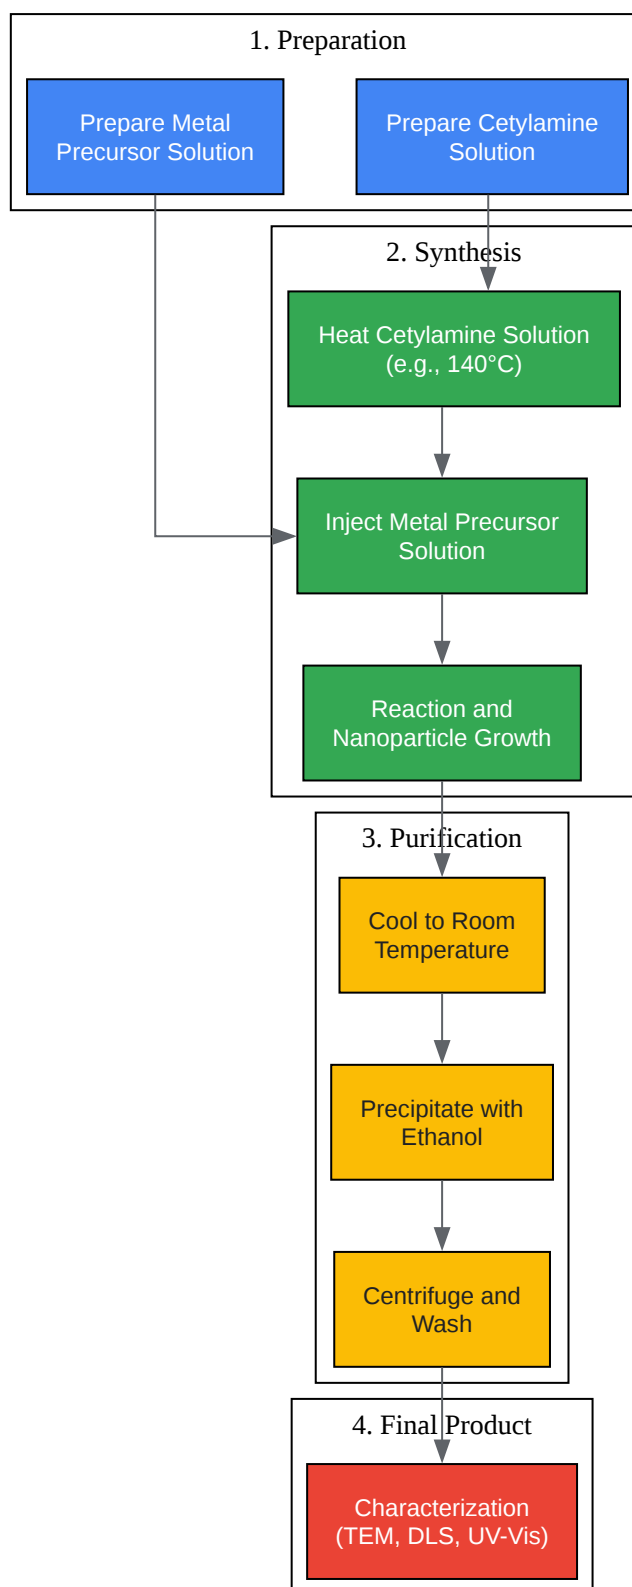 1. Preparation
Prepare Metal
Precursor Solution
Prepare Cetylamine
Solution
2. Synthesis
Heat Cetylamine Solution
(e.g., 140°C)
Inject Metal Precursor
Solution
Reaction and
Nanoparticle Growth
3. Purification
Cool to Room
Temperature
Precipitate with
Ethanol
Centrifuge and
Wash
4. Final Product
Characterization
(TEM, DLS, UV-Vis)